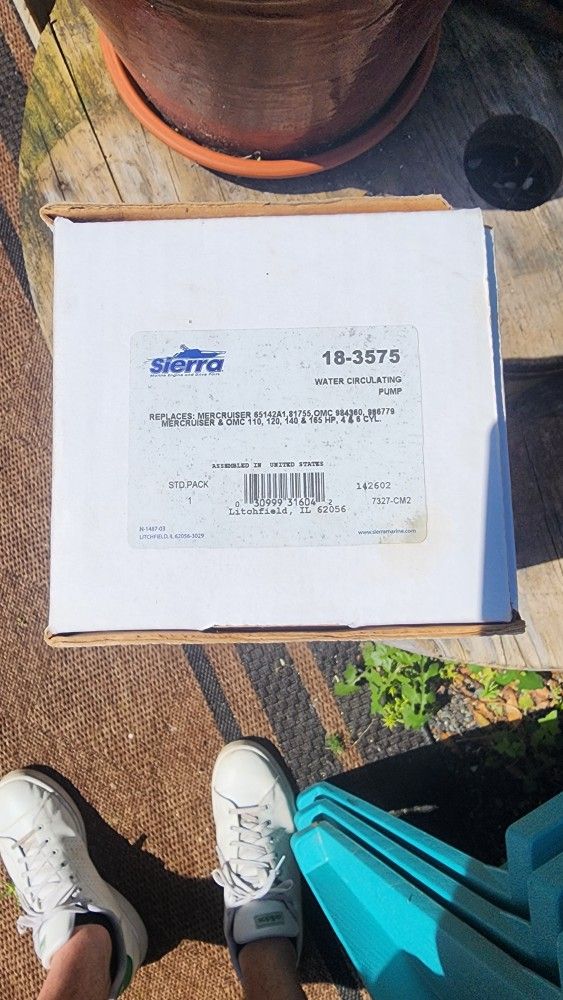 Sierra
Marine Engine and Drive Parts
18-3575
WATER CIRCULATING
PUMP
REPLACES: MERCRUISER 65142A1,81755,OMC 984360, 986779
MERCRUISER & OMC 110, 120, 140 & 165 HP, 4 & 6 CYL.
ASSEMBLED IN UNITED STATES
STD.PACK
1
0 30999 31604 2
142602
7327-CM2
Litchfield, IL 62056
N-1487-03
LITCHFIELD, IL 62056-3029
www.sierramarine.com
adidas